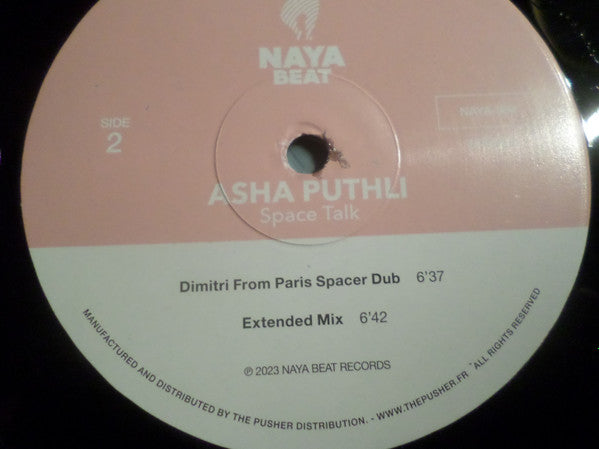 NAYA
BEAT
SIDE
2
ASHA PUTHLI
Space Talk
Dimitri From Paris Spacer Dub 6'37
Extended Mix 6'42
℗ 2023 NAYA BEAT RECORDS
MANUFACTURED AND DISTRIBUTED BY THE PUSHER DISTRIBUTION. - WWW.THEPUSHER.FR - ALL RIGHTS RESERVED